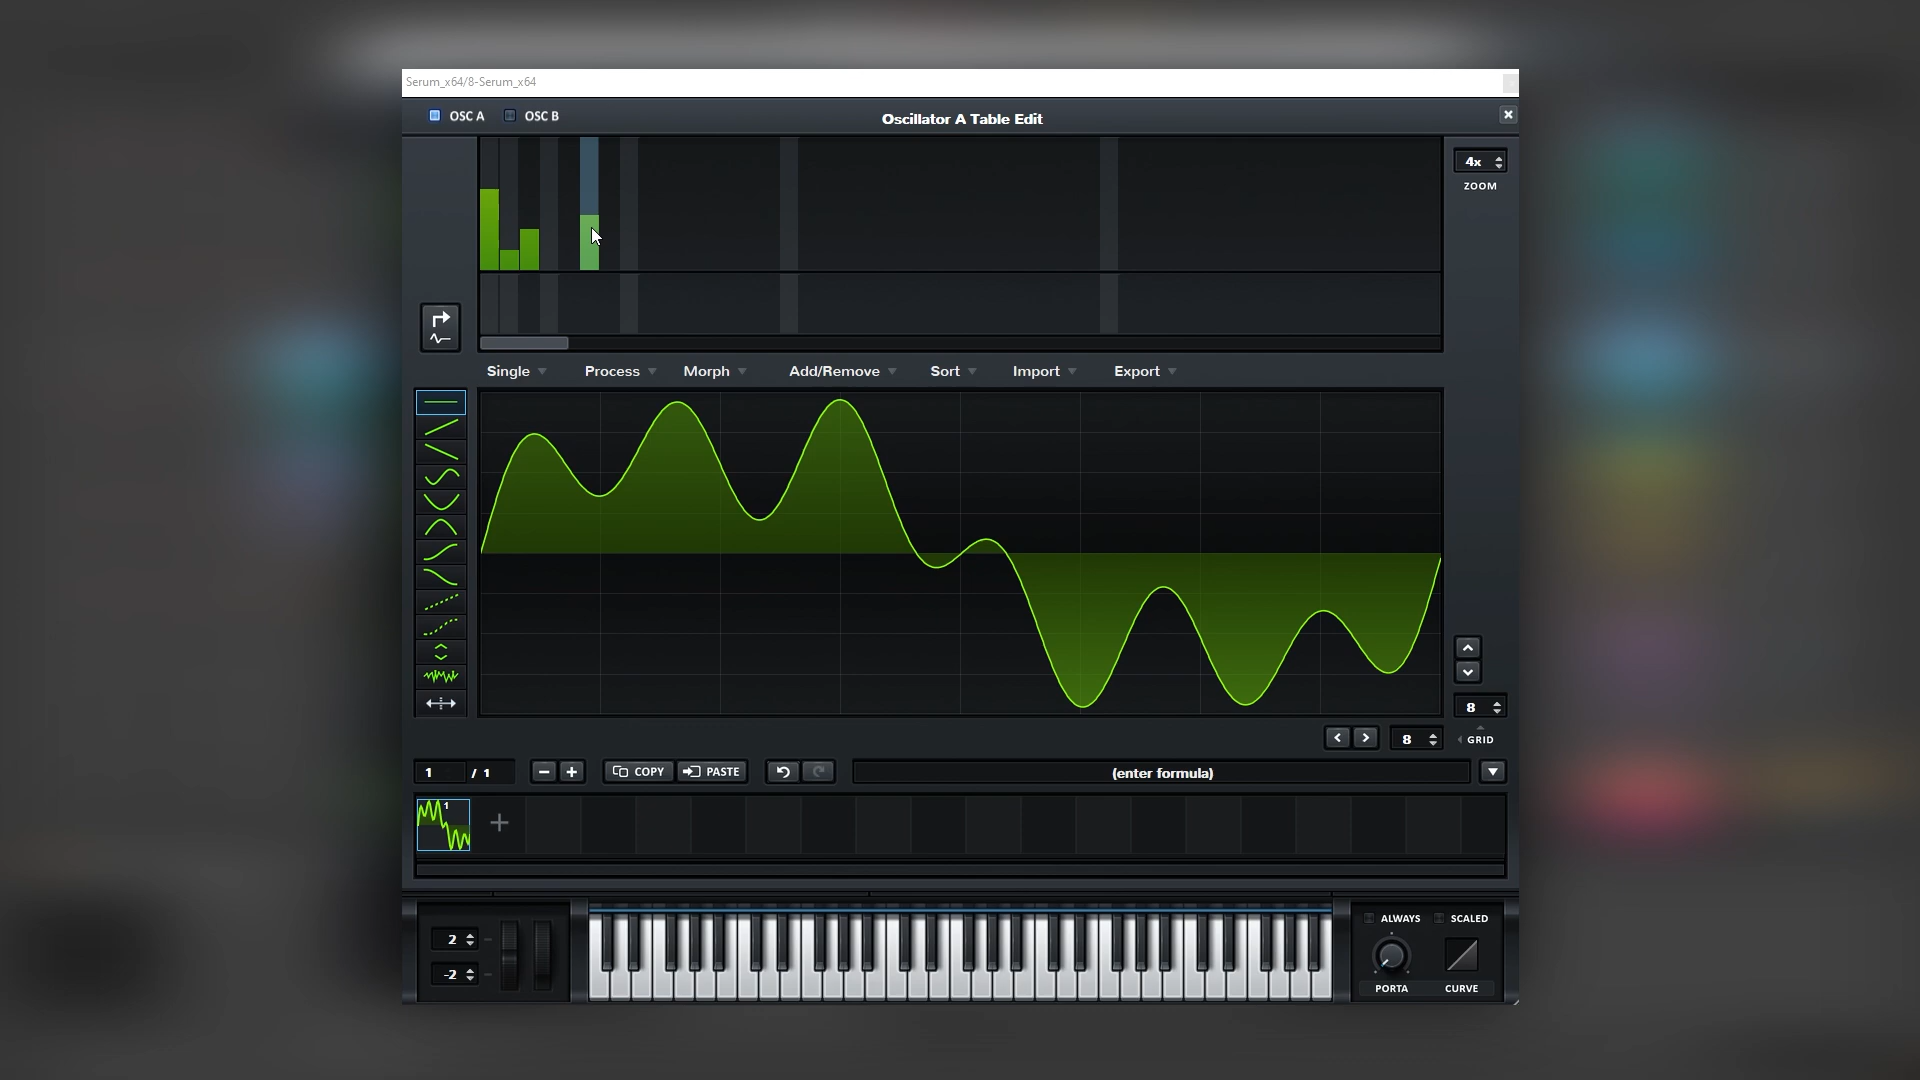 Serum_x64/8-Serum_x64
OSC A OSC B
Oscillator A Table Edit
4x
ZOOM
Single Process Morph Add/Remove Sort Import Export
8
8 GRID
1 / 1 COPY PASTE (enter formula)
1
2
-2
ALWAYS SCALED
PORTA CURVE